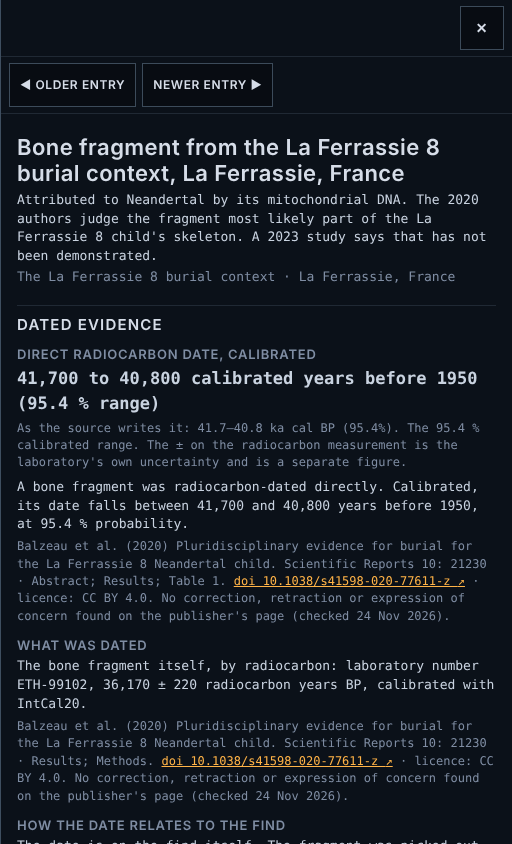 ×
◀ OLDER ENTRY
NEWER ENTRY ▶
Bone fragment from the La Ferrassie 8
burial context, La Ferrassie, France
Attributed to Neandertal by its mitochondrial DNA. The 2020
authors judge the fragment most likely part of the La
Ferrassie 8 child's skeleton. A 2023 study says that has not
been demonstrated.
The La Ferrassie 8 burial context · La Ferrassie, France
DATED EVIDENCE
DIRECT RADIOCARBON DATE, CALIBRATED
41,700 to 40,800 calibrated years before 1950
(95.4 % range)
As the source writes it: 41.7–40.8 ka cal BP (95.4%). The 95.4 %
calibrated range. The ± on the radiocarbon measurement is the
laboratory's own uncertainty and is a separate figure.
A bone fragment was radiocarbon-dated directly. Calibrated,
its date falls between 41,700 and 40,800 years before 1950,
at 95.4 % probability.
Balzeau et al. (2020) Pluridisciplinary evidence for burial for
the La Ferrassie 8 Neandertal child. Scientific Reports 10: 21230
· Abstract; Results; Table 1. doi 10.1038/s41598-020-77611-z ↗ ·
licence: CC BY 4.0. No correction, retraction or expression of
concern found on the publisher's page (checked 24 Nov 2026).
WHAT WAS DATED
The bone fragment itself, by radiocarbon: laboratory number
ETH-99102, 36,170 ± 220 radiocarbon years BP, calibrated with
IntCal20.
Balzeau et al. (2020) Pluridisciplinary evidence for burial for
the La Ferrassie 8 Neandertal child. Scientific Reports 10: 21230
· Results; Methods. doi 10.1038/s41598-020-77611-z ↗ · licence: CC
BY 4.0. No correction, retraction or expression of concern found
on the publisher's page (checked 24 Nov 2026).
HOW THE DATE RELATES TO THE FIND